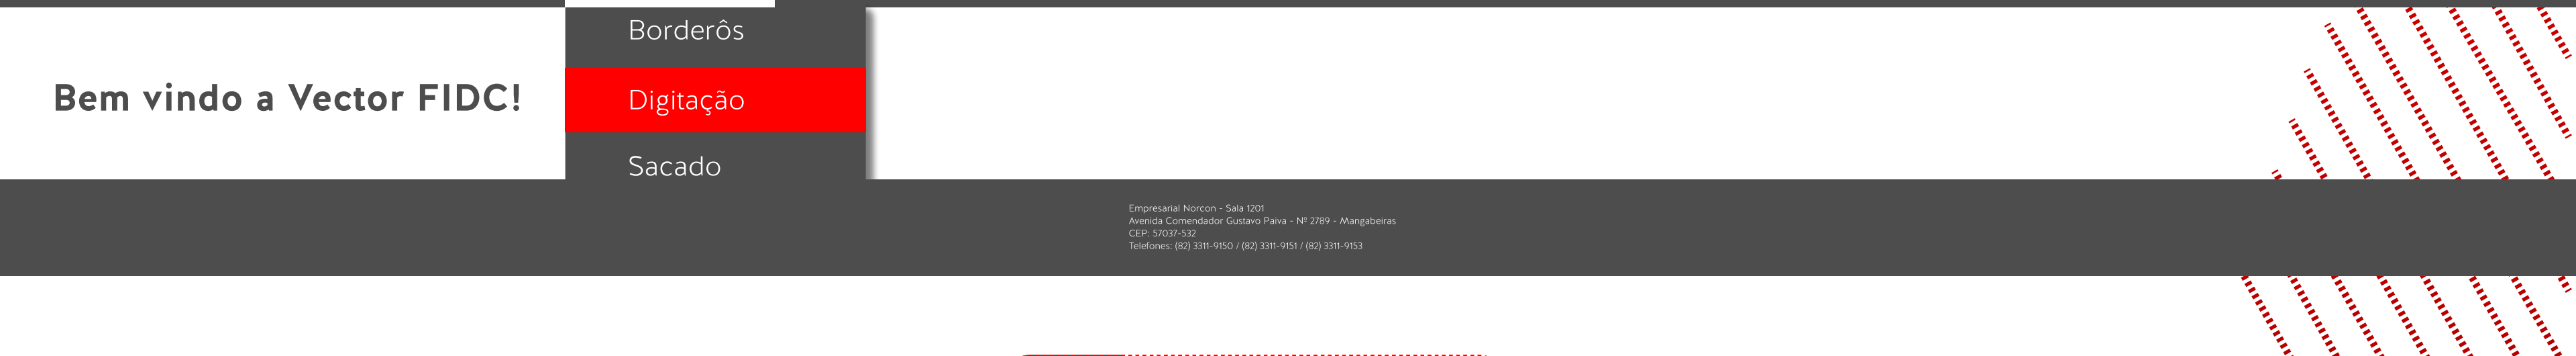 Bem vindo a Vector FIDC!
Borderôs
Digitação
Sacado
Empresarial Norcon - Sala 1201
Avenida Comendador Gustavo Paiva - Nº 2789 - Mangabeiras
CEP: 57037-532
Telefones: (82) 3311-9150 / (82) 3311-9151 / (82) 3311-9153